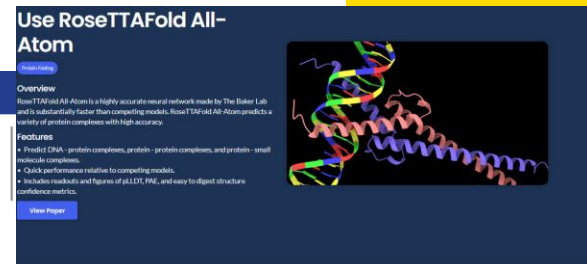 Use RoseTTAFold All-
Atom
Protein Folding
Overview
RoseTTAFold All-Atom is a highly accurate neural network made by The Baker Lab
and is substantially faster than competing models. RoseTTAFold All-Atom predicts a
variety of protein complexes with high accuracy.
Features
• Predict DNA - protein complexes, protein - protein complexes, and protein - small
molecule complexes.
• Quick performance relative to competing models.
• Includes readouts and figures of pLLDT, PAE, and easy to digest structure
confidence metrics.
View Paper